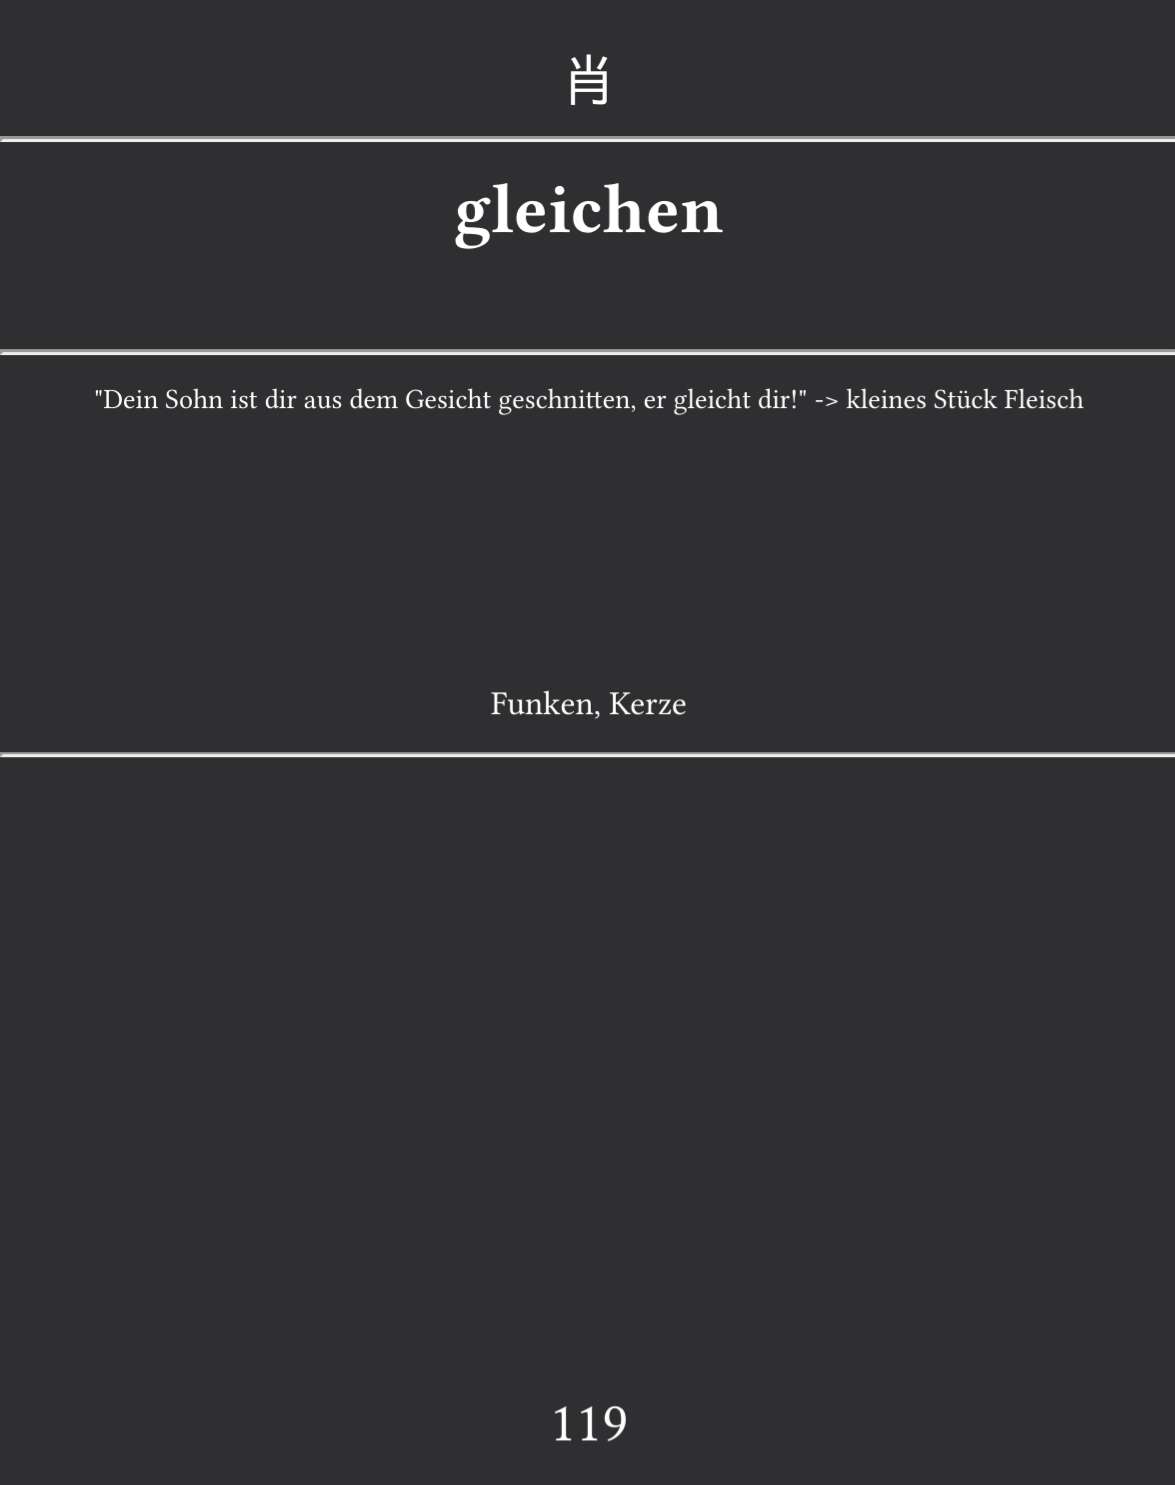 肖
gleichen
"Dein Sohn ist dir aus dem Gesicht geschnitten, er gleicht dir!" -> kleines Stück Fleisch
Funken, Kerze
119